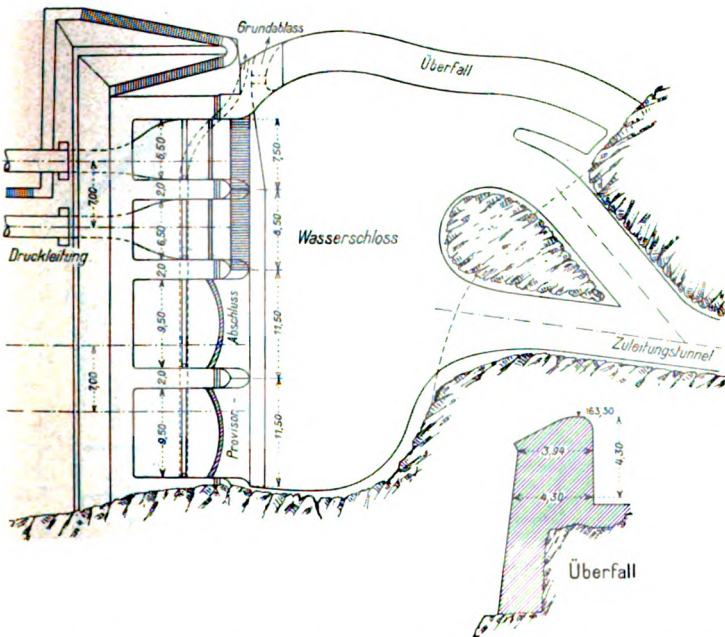 Grundablass
Überfall
6,50
7,50
7,00
2,0
8,50
6,50
Wasserschloss
Druckleitung
2,0
Abschluss
9,50
11,50
Zuleitungstunnel
7,00
2,0
Provisor-
9,50
11,50
163,50
3,94
4,30
4,30
Überfall